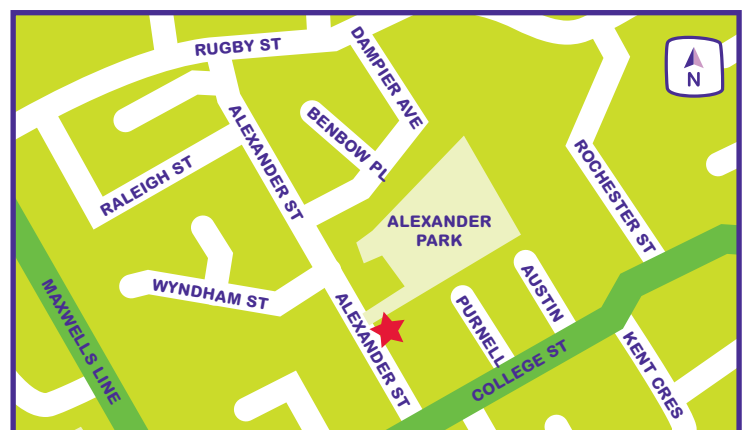 RUGBY ST
DAMPIER AVE
N
ALEXANDER ST
BENBOW PL
RALEIGH ST
ROCHESTER ST
ALEXANDER
PARK
WYNDHAM ST
AUSTIN
MAXWELLS LINE
ALEXANDER ST
PURNELL
COLLEGE ST
KENT CRES